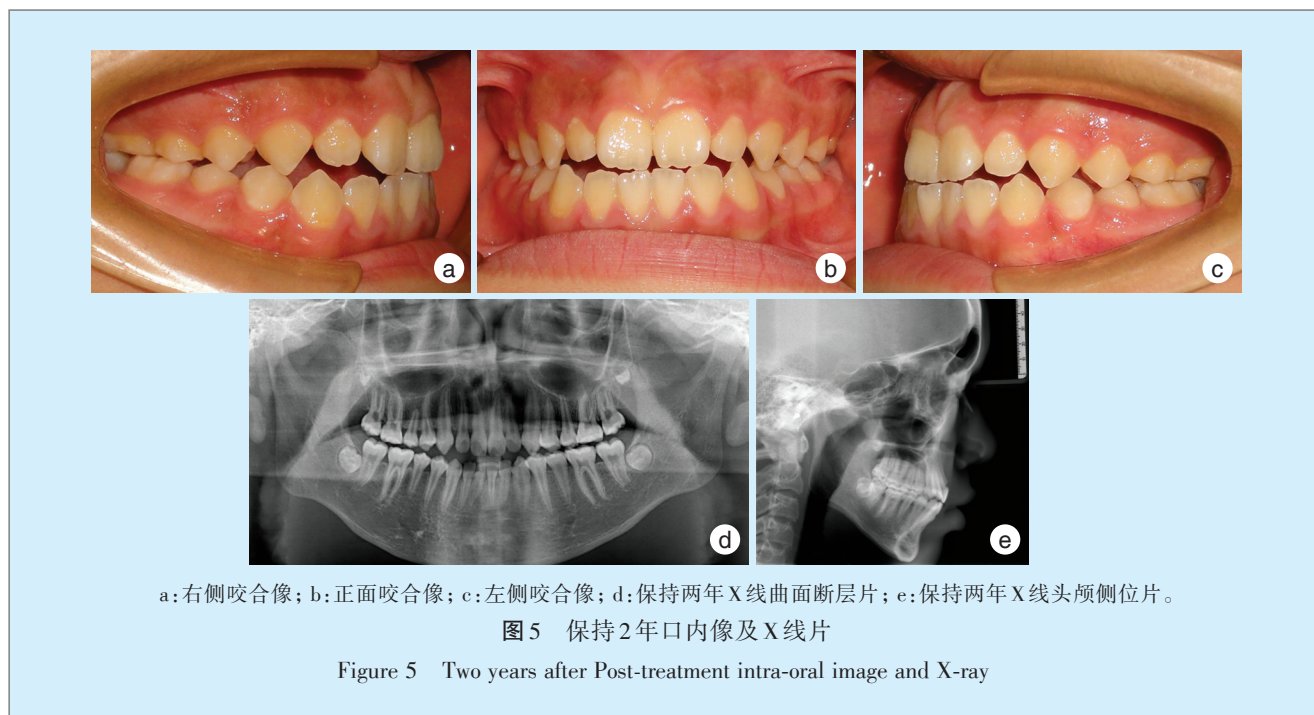 a
b
c
d
e
a:右侧咬合像;b:正面咬合像;c:左侧咬合像;d:保持两年X线曲面断层片;e:保持两年X线头颅侧位片。
图5 保持2年口内像及X线片
Figure 5 Two years after Post-treatment intra-oral image and X-ray